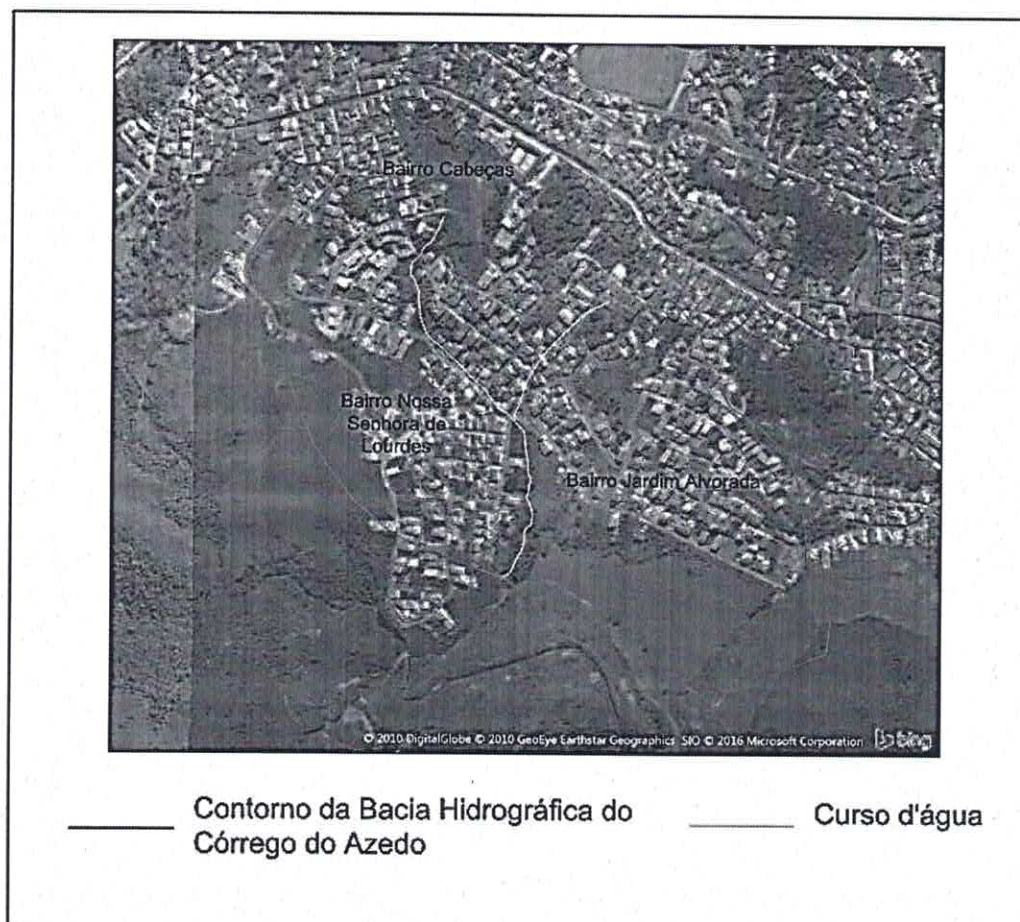 Bairro Cabeças
Bairro Nossa
Senhora de
Lourdes
Bairro Jardim Alvorada
© 2010 DigitalGlobe © 2010 GeoEye Earthstar Geographics SIO © 2016 Microsoft Corporation
bing
Contorno da Bacia Hidrográfica do
Córrego do Azedo
Curso d'água